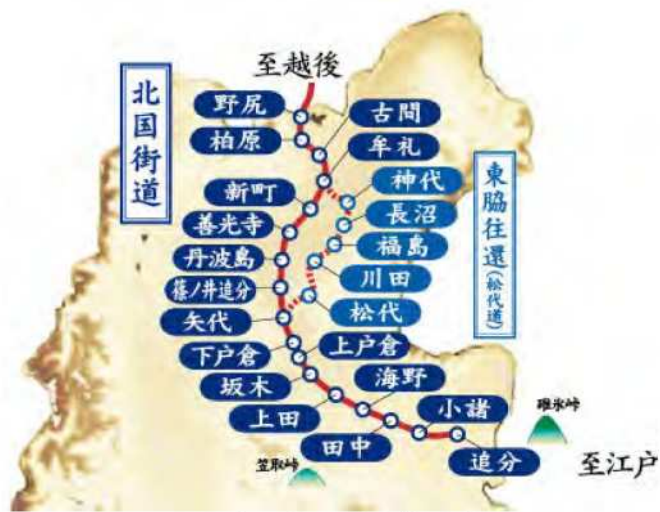 至越後
北国街道
野尻
古間
柏原
牟礼
神代
新町
長沼
善光寺
福島
丹波島
川田
篠ノ井追分
松代
矢代
東脇往還(松代道)
下戸倉
上戸倉
坂木
海野
上田
小諸
碓氷峠
田中
追分
至江戸
笠取峠